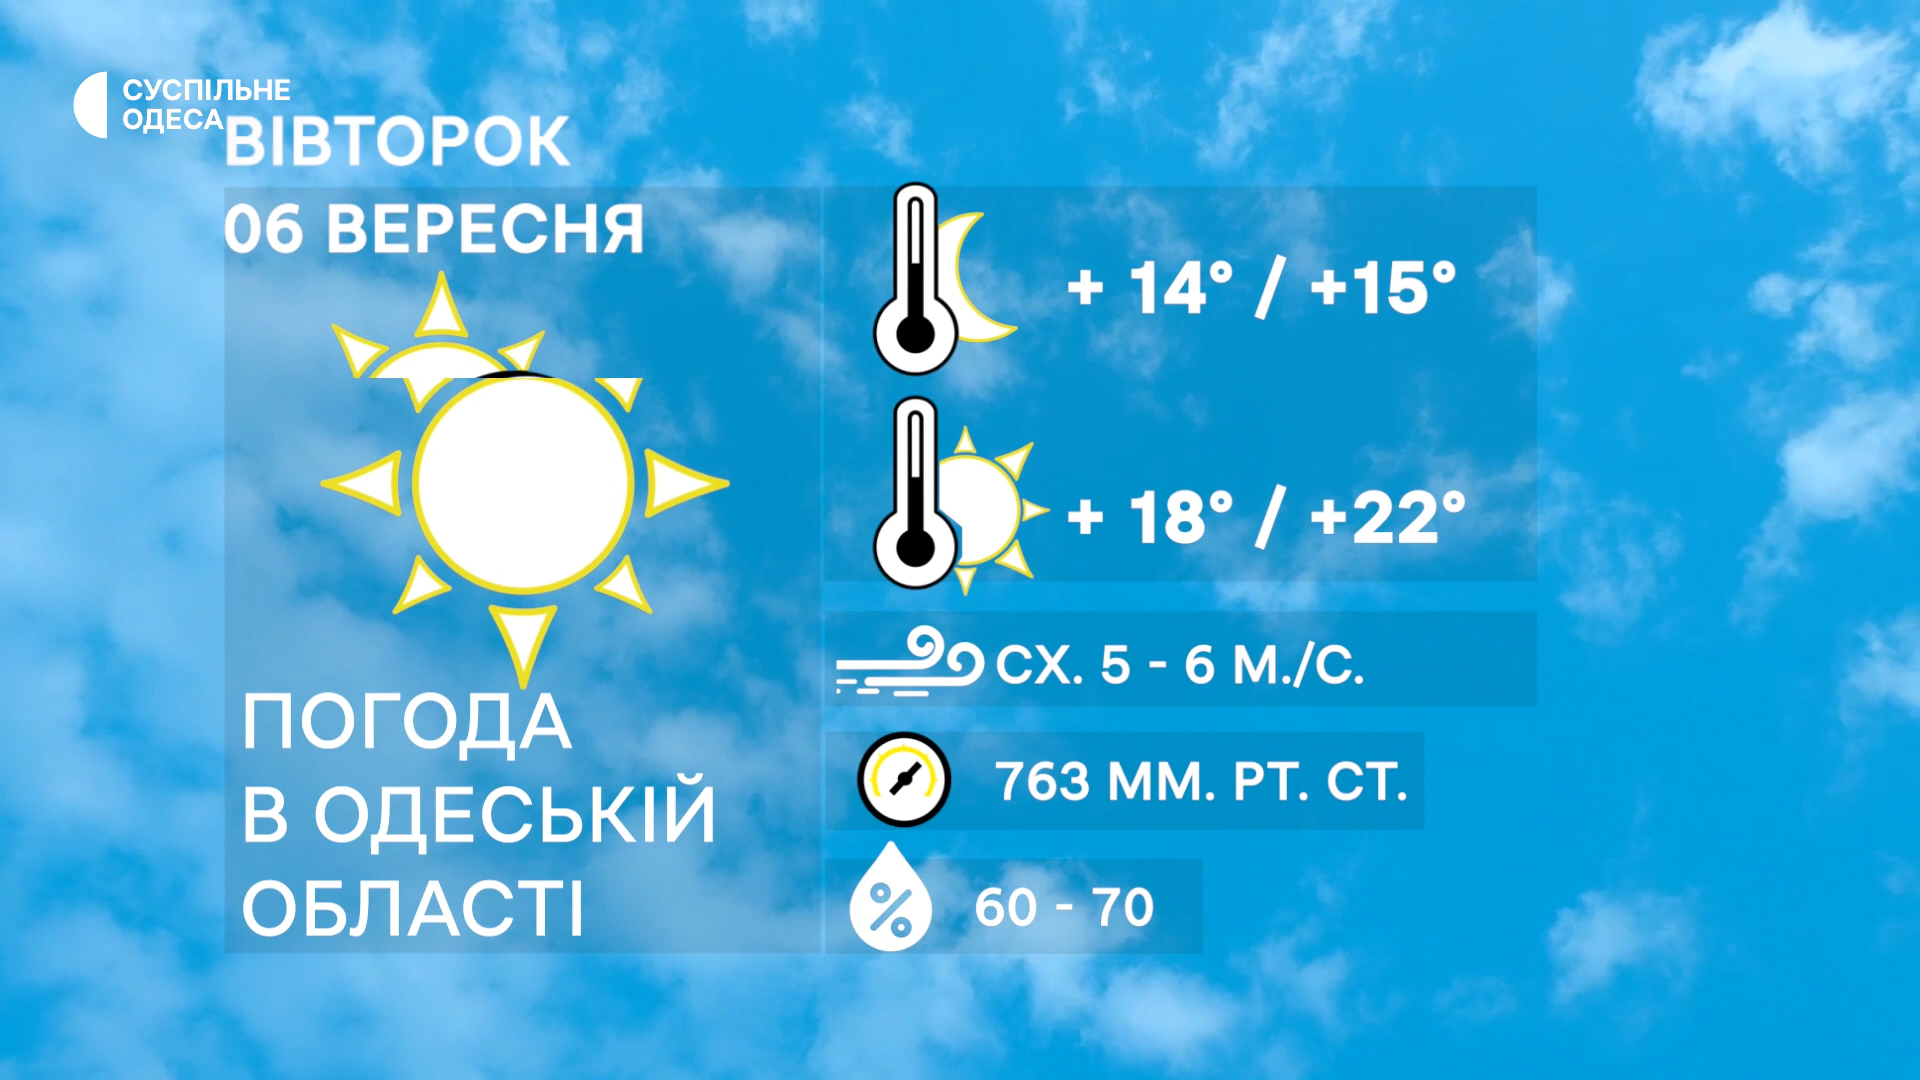 СУСПІЛЬНЕ
ОДЕСА
ВІВТОРОК
06 ВЕРЕСНЯ
+ 14° / +15°
+ 18° / +22°
СХ. 5 - 6 М./С.
763 ММ. РТ. СТ.
% 60 - 70
ПОГОДА
В ОДЕСЬКІЙ
ОБЛАСТІ